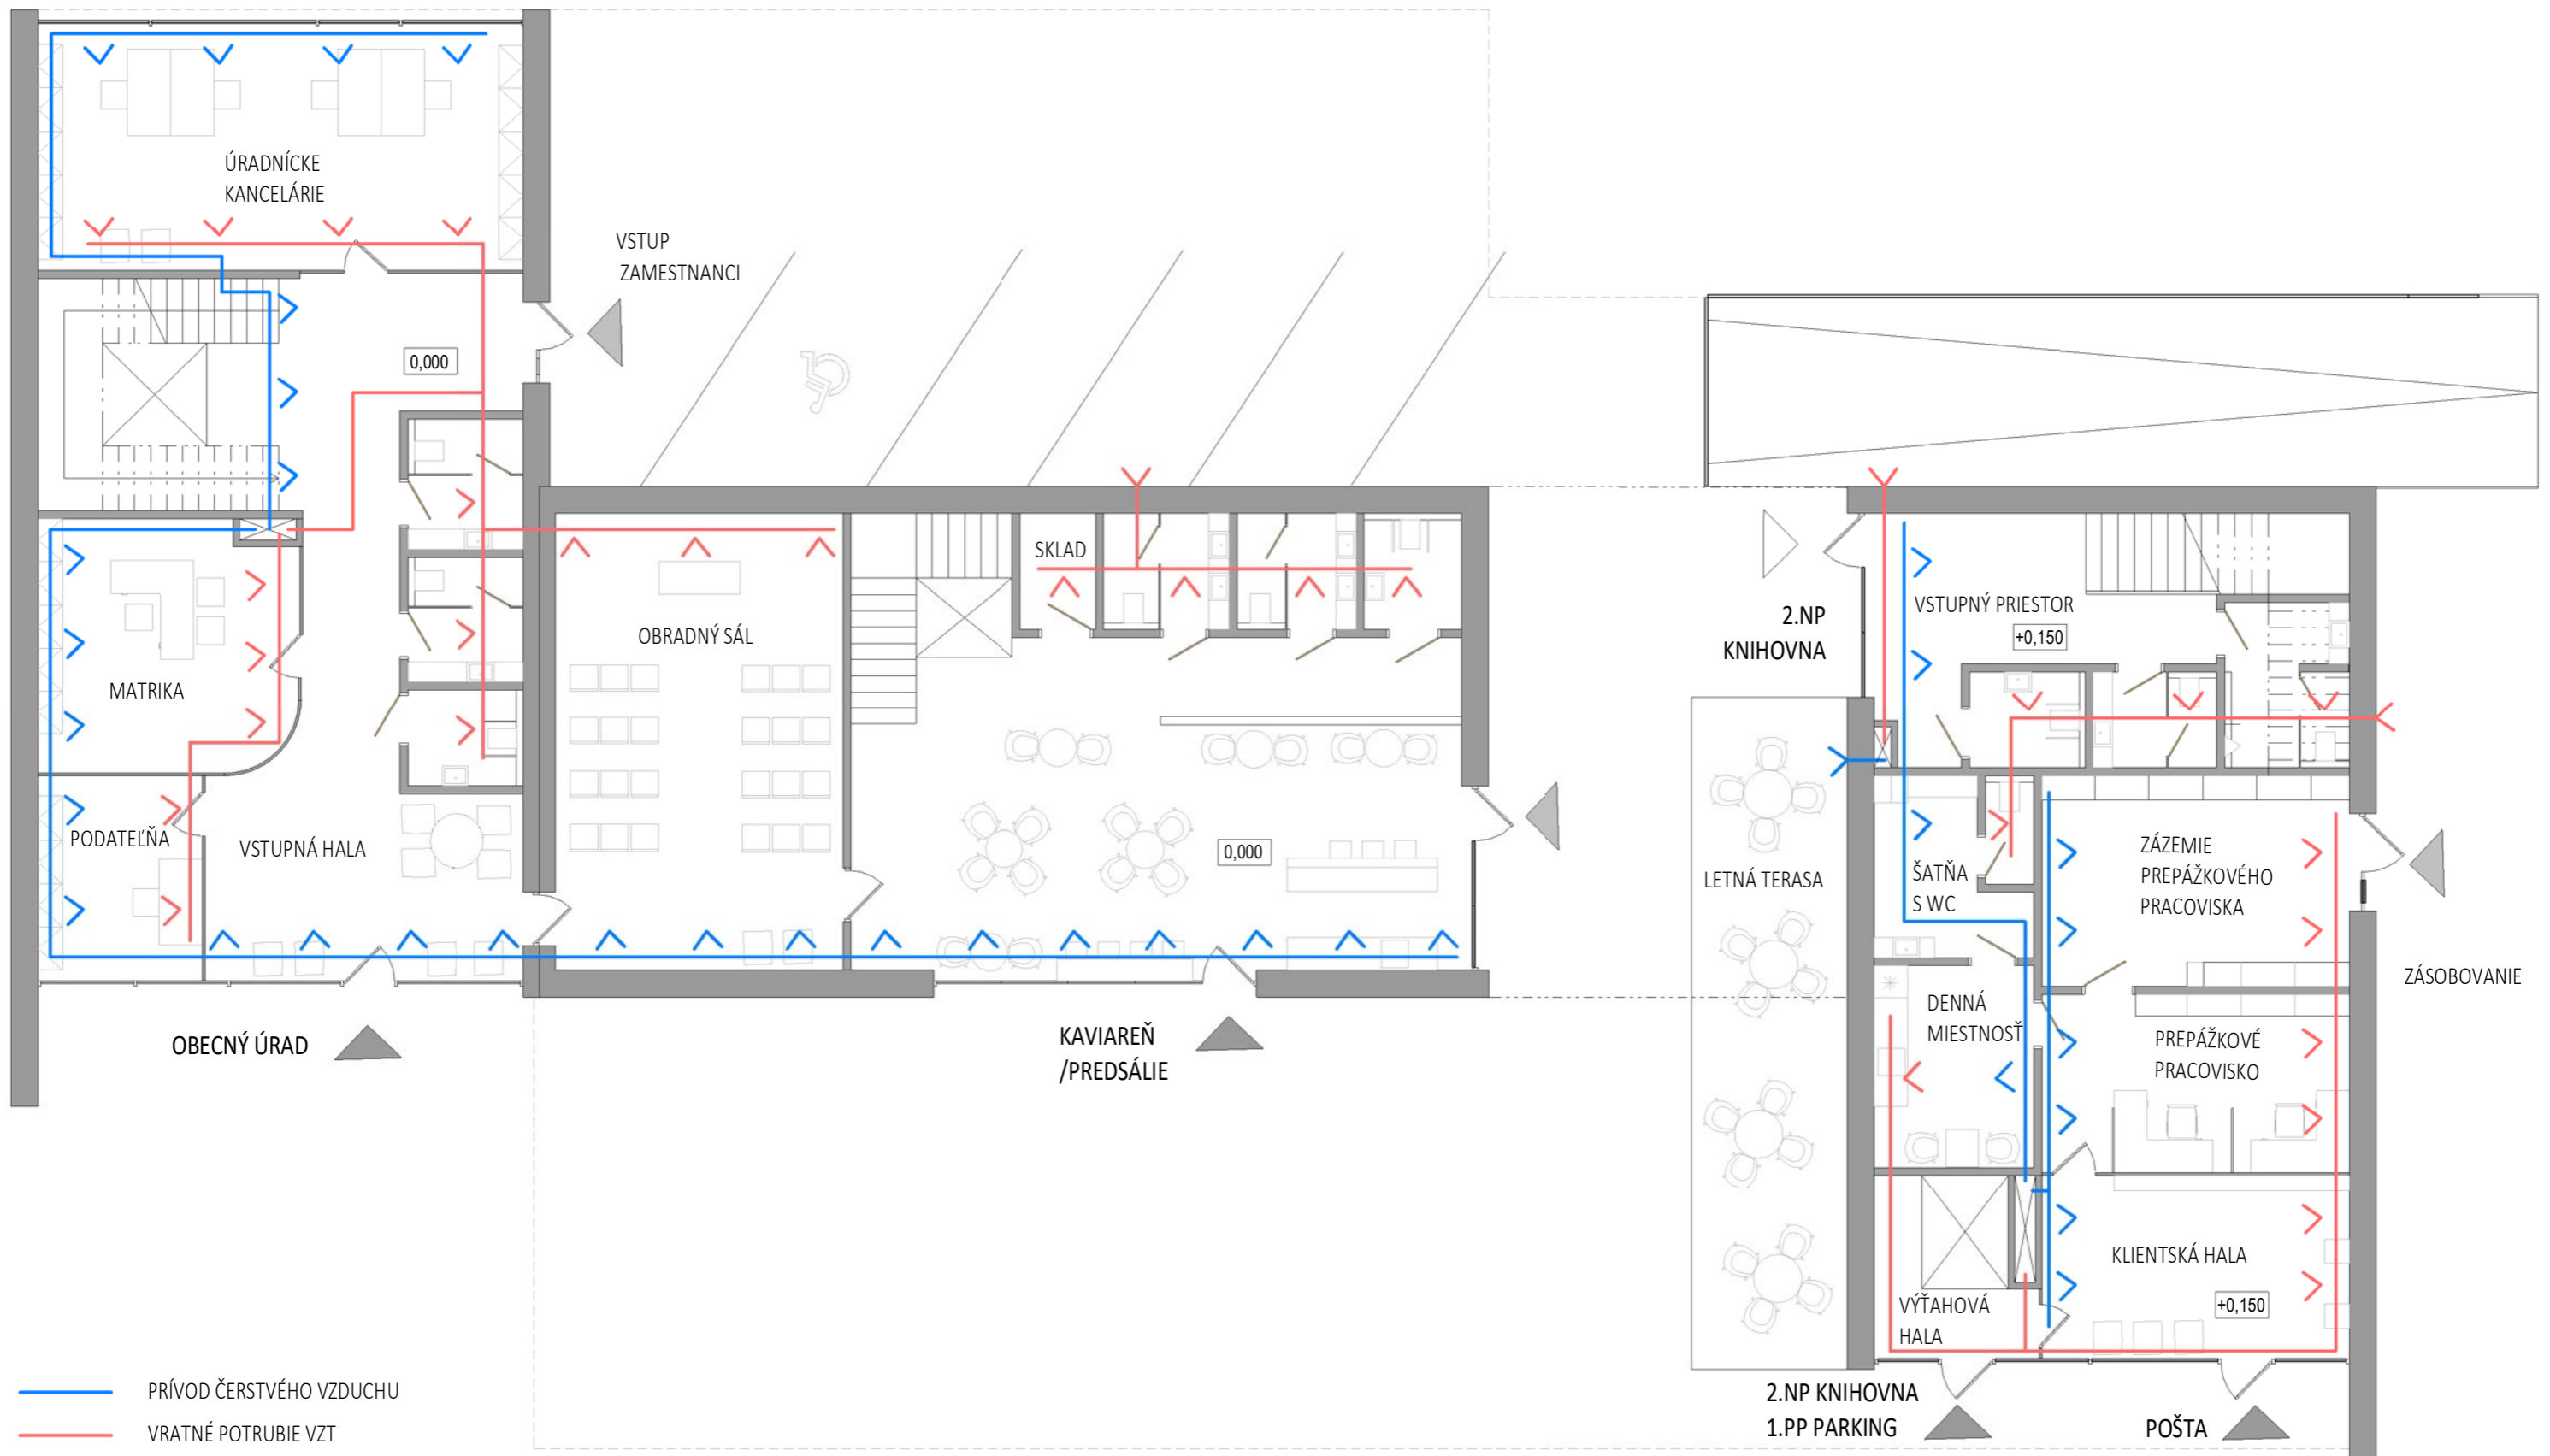 ÚRADNÍCKE
KANCELÁRIE
VSTUP
ZAMESTNANCI
0,000
SKLAD
OBRADNÝ SÁL
MATRIKA
PODATEĽŇA
VSTUPNÁ HALA
0,000
OBECNÝ ÚRAD
KAVIAREŇ
/PREDSÁLIE
2.NP
KNIHOVNA
VSTUPNÝ PRIESTOR
+0,150
LETNÁ TERASA
ŠATŇA
S WC
ZÁZEMIE
PREPÁŽKOVÉHO
PRACOVISKA
ZÁSOBOVANIE
DENNÁ
MIESTNOSŤ
PREPÁŽKOVÉ
PRACOVISKO
KLIENTSKÁ HALA
+0,150
VÝŤAHOVÁ
HALA
2.NP KNIHOVNA
1.PP PARKING
POŠTA
PRÍVOD ČERSTVÉHO VZDUCHU
VRATNÉ POTRUBIE VZT